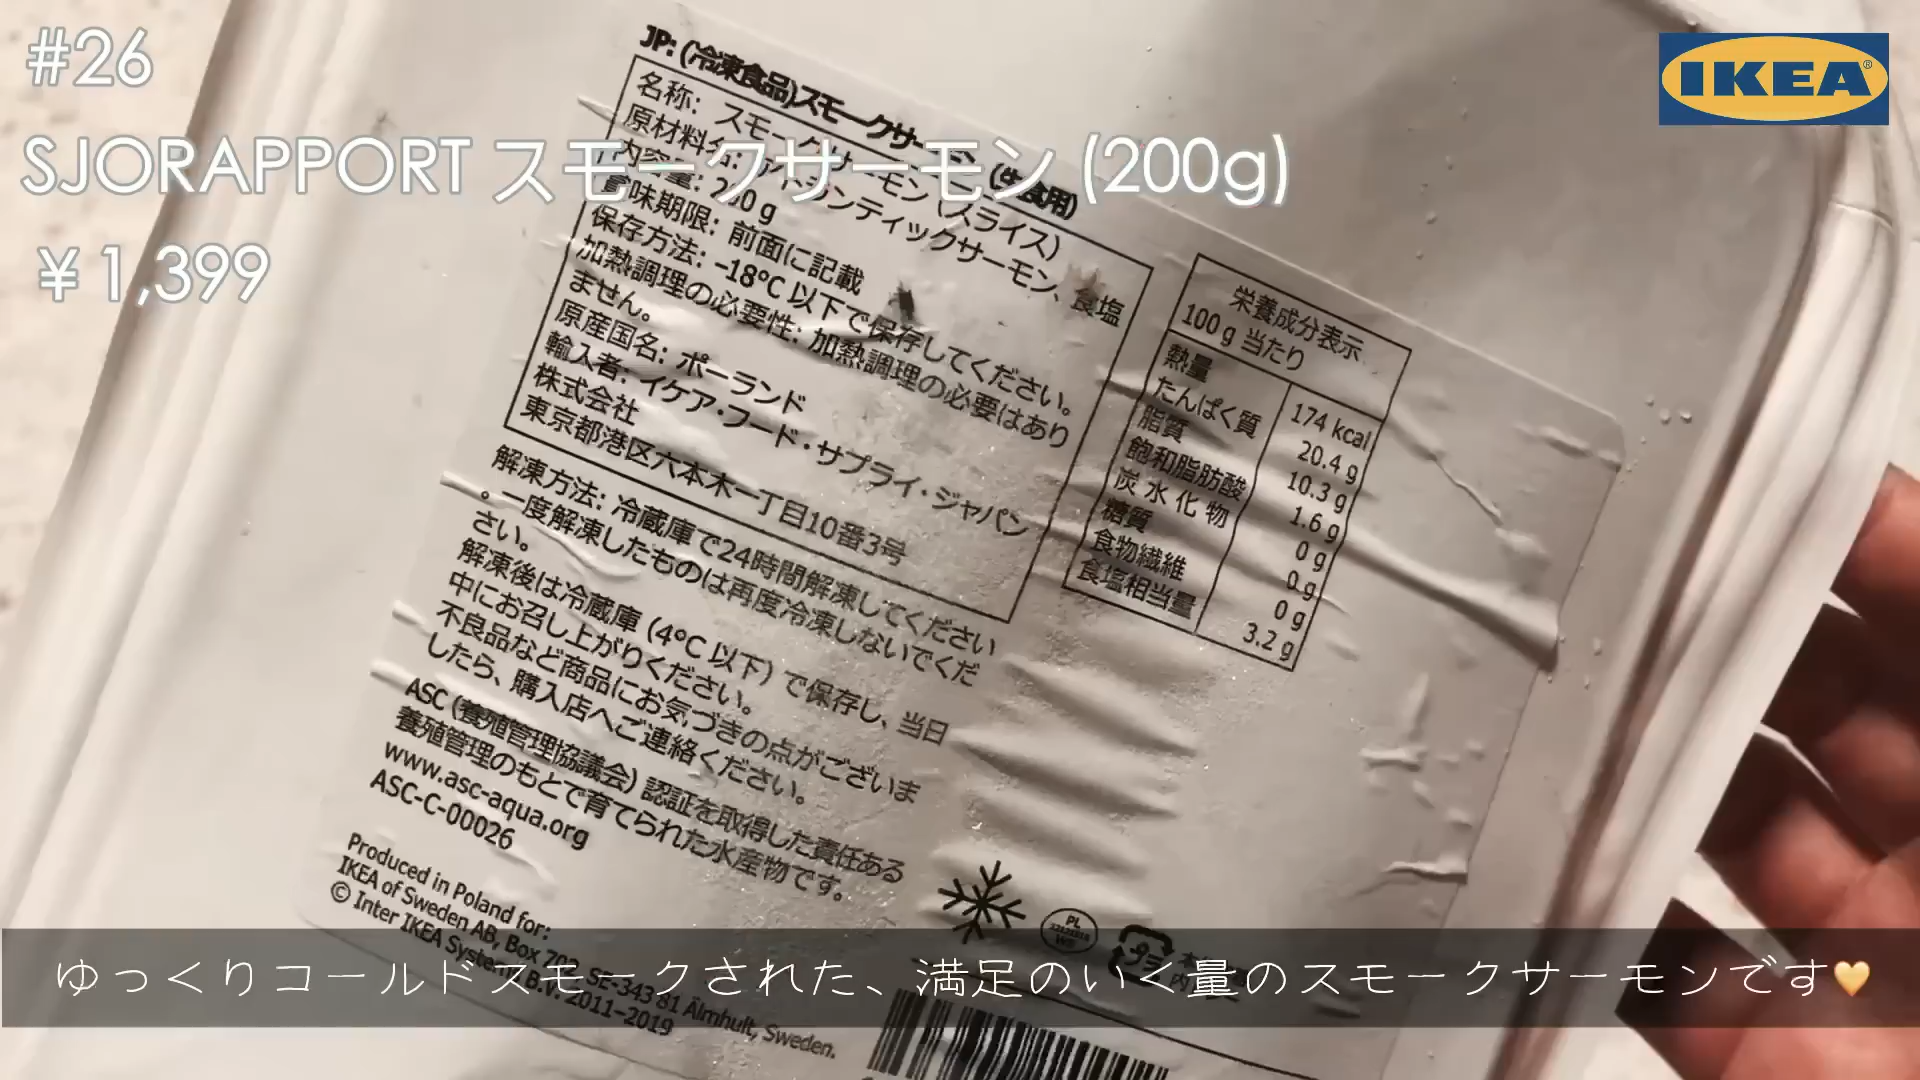 #26
IKEA
SJORAPPORT スモークサーモン (200g)
¥1,399
JP: (冷凍食品)スモークサーモン (生食用)
名称: スモークサーモン (スライス)
原材料名: アトランティックサーモン、食塩
内容量: 200 g
賞味期限: 前面に記載
保存方法: -18°C 以下で保存してください。
加熱調理の必要性: 加熱調理の必要はあり
ません。
原産国名: ポーランド
輸入者: イケア・フード・サプライ・ジャパン
株式会社
東京都港区六本木一丁目10番3号
栄養成分表示
100 g 当たり
熱量 174 kcal
たんぱく質 20.4 g
脂質 10.3 g
飽和脂肪酸 1.6 g
炭水化物 0 g
糖質 0 g
食物繊維 0 g
食塩相当量 3.2 g
解凍方法: 冷蔵庫で24時間解凍してください
。一度解凍したものは再度冷凍しないでくだ
さい。
解凍後は冷蔵庫 (4°C 以下) で保存し、当日
中にお召し上がりください。
不良品など商品にお気づきの点がございま
したら、購入店へご連絡ください。
ASC (養殖管理協議会) 認証を取得した責任ある
養殖管理のもとで育てられた水産物です。
www.asc-aqua.org
ASC-C-00026
Produced in Poland for:
IKEA of Sweden AB, Box 702, SE-343 81 Älmhult, Sweden.
© Inter IKEA Systems B.V. 2011-2019
PL
WE
プラ
ゆっくりコールドスモークされた、満足のいく量のスモークサーモンです💛